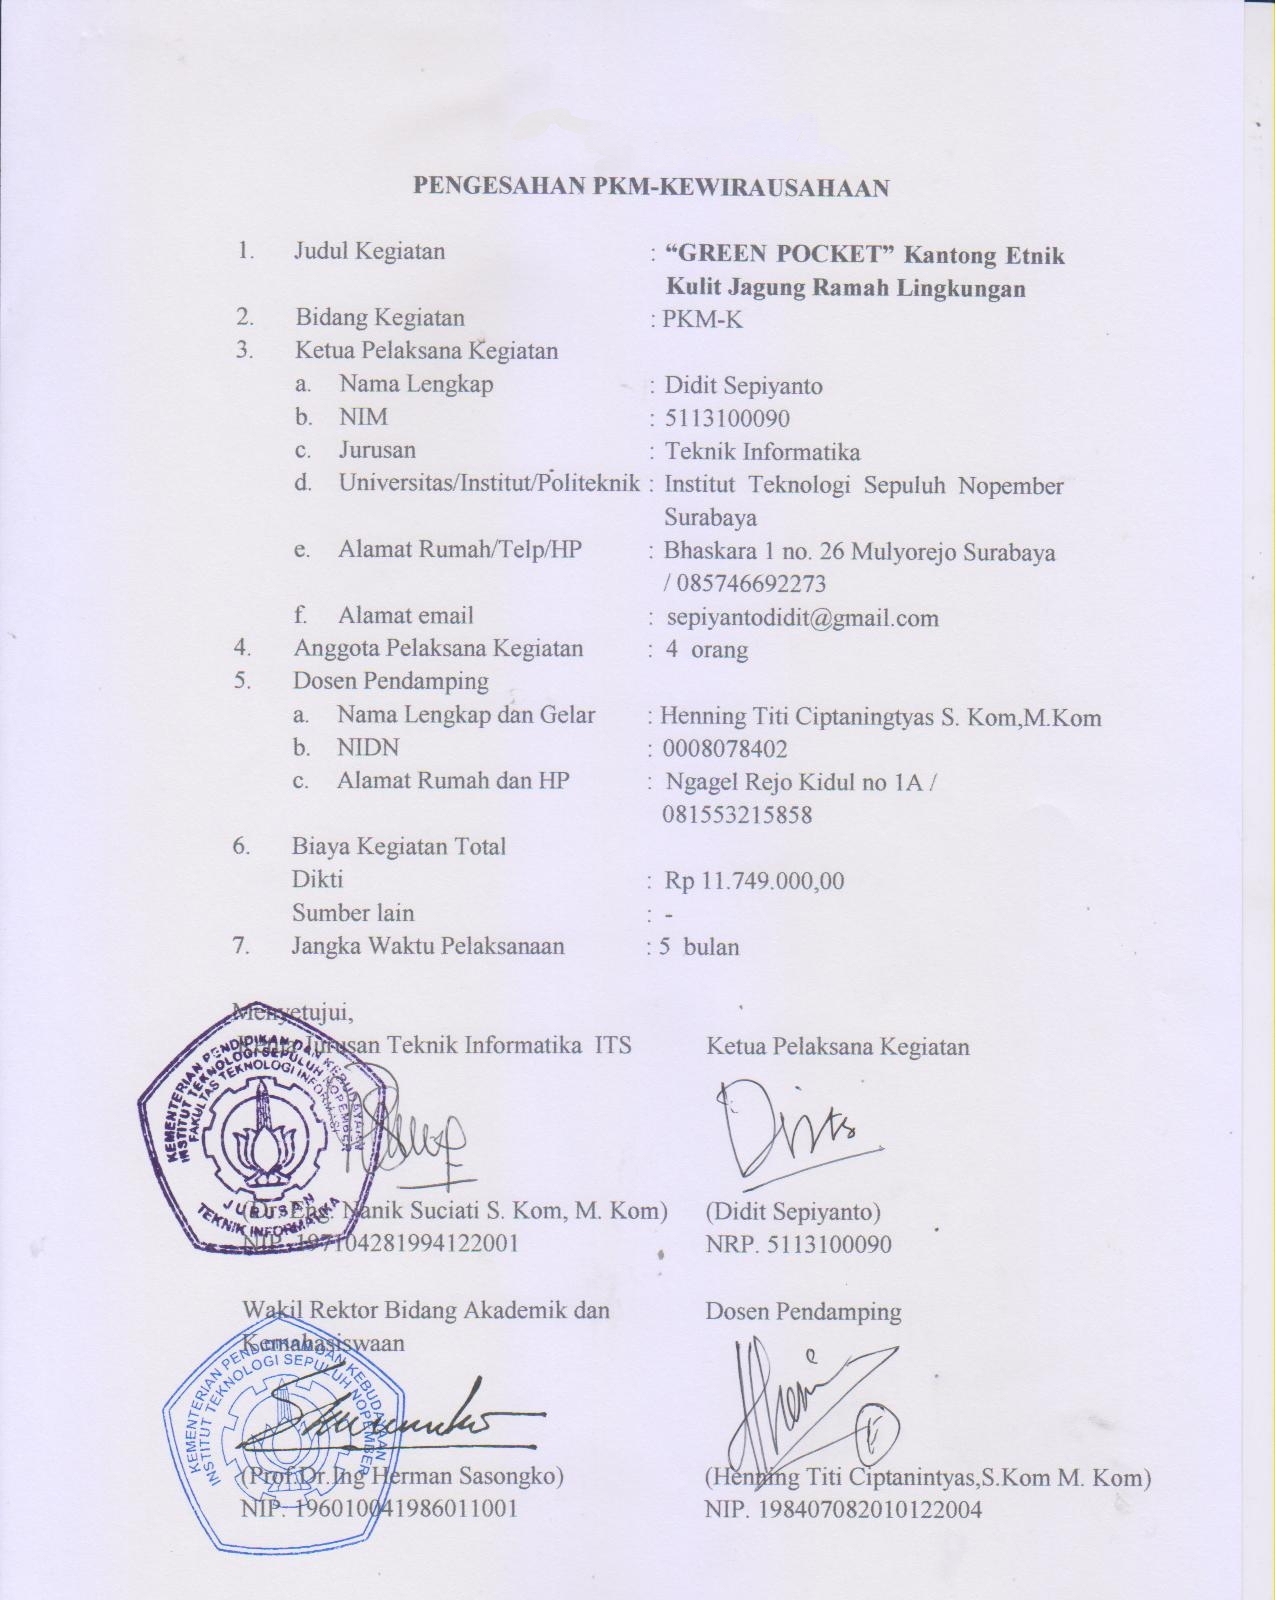 PENGESAHAN PKM-KEWIRAUSAHAAN
1. Judul Kegiatan : “GREEN POCKET” Kantong Etnik
Kulit Jagung Ramah Lingkungan
2. Bidang Kegiatan : PKM-K
3. Ketua Pelaksana Kegiatan
a. Nama Lengkap : Didit Sepiyanto
b. NIM : 5113100090
c. Jurusan : Teknik Informatika
d. Universitas/Institut/Politeknik : Institut Teknologi Sepuluh Nopember
Surabaya
e. Alamat Rumah/Telp/HP : Bhaskara 1 no. 26 Mulyorejo Surabaya
/ 085746692273
f. Alamat email : sepiyantodidit@gmail.com
4. Anggota Pelaksana Kegiatan : 4 orang
5. Dosen Pendamping
a. Nama Lengkap dan Gelar : Henning Titi Ciptaningtyas S. Kom,M.Kom
b. NIDN : 0008078402
c. Alamat Rumah dan HP : Ngagel Rejo Kidul no 1A /
081553215858
6. Biaya Kegiatan Total
Dikti : Rp 11.749.000,00
Sumber lain : -
7. Jangka Waktu Pelaksanaan : 5 bulan
Menyetujui,
Ketua Jurusan Teknik Informatika ITS
Ketua Pelaksana Kegiatan
KEMENTERIAN PENDIDIKAN DAN KEBUDAYAAN
INSTITUT TEKNOLOGI SEPULUH NOPEMBER
FAKULTAS TEKNOLOGI INFORMASI
JURUSAN
TEKNIK INFORMATIKA
(Dr. Eng. Nanik Suciati S. Kom, M. Kom)
NIP. 197104281994122001
(Didit Sepiyanto)
NRP. 5113100090
Wakil Rektor Bidang Akademik dan
Kemahasiswaan
Dosen Pendamping
KEMENTERIAN PENDIDIKAN DAN KEBUDAYAAN
INSTITUT TEKNOLOGI SEPULUH NOPEMBER
(Prof.Dr.Ing Herman Sasongko)
NIP. 196010041986011001
(Henning Titi Ciptanintyas,S.Kom M. Kom)
NIP. 198407082010122004